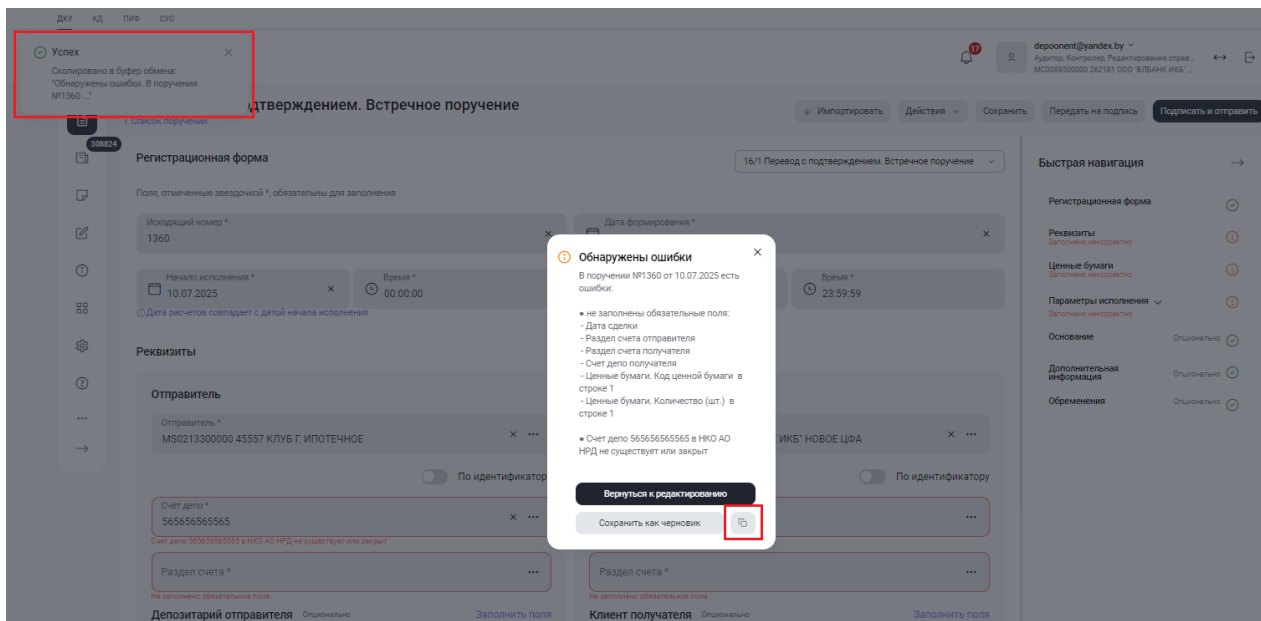 ДКУ КД ПИФ СУО
Успех
Скопировано в буфер обмена:
"Обнаружены ошибки. В поручении
№1360 ..."
17
depoonent@yandex.by
Аудитор, Контролер, Редактирование справ...
MC0089500000 262181 ООО "ВЛБАНК ИКБ" ...
дтверждением. Встречное поручение
Список поручений
Импортировать Действия Сохранить Передать на подпись Подписать и отправить
308824
Регистрационная форма
16/1 Перевод с подтверждением. Встречное поручение
Поля, отмеченные звездочкой *, обязательны для заполнения
Исходящий номер *
1360
Дата формирования *
Начало исполнения *
10.07.2025
Время *
00:00:00
Время *
23:59:59
Дата расчетов совпадает с датой начала исполнения
Реквизиты
Отправитель
Отправитель *
MS0213300000 45557 КЛУБ Г. ИПОТЕЧНОЕ
ИКБ" НОВОЕ ЦФА
По идентификатор
По идентификатору
Счет депо *
565656565565
Счет депо 565656565565 в НКО АО НРД не существует или закрыт
Раздел счета *
Раздел счета *
Не заполнено обязательное поле
Не заполнено обязательное поле
Депозитарий отправителя Опционально Заполнить поля
Клиент получателя Опционально Заполнить поля
Обнаружены ошибки
В поручении №1360 от 10.07.2025 есть
ошибки:
● не заполнены обязательные поля:
- Дата сделки
- Раздел счета отправителя
- Раздел счета получателя
- Счет депо получателя
- Ценные бумаги. Код ценной бумаги в
строке 1
- Ценные бумаги. Количество (шт.) в
строке 1
● Счет депо 565656565565 в НКО АО
НРД не существует или закрыт
Вернуться к редактированию
Сохранить как черновик
Быстрая навигация
Регистрационная форма
Реквизиты
Заполнено некорректно
Ценные бумаги
Заполнено некорректно
Параметры исполнения
Заполнено некорректно
Основание Опционально
Дополнительная
информация Опционально
Обременения Опционально